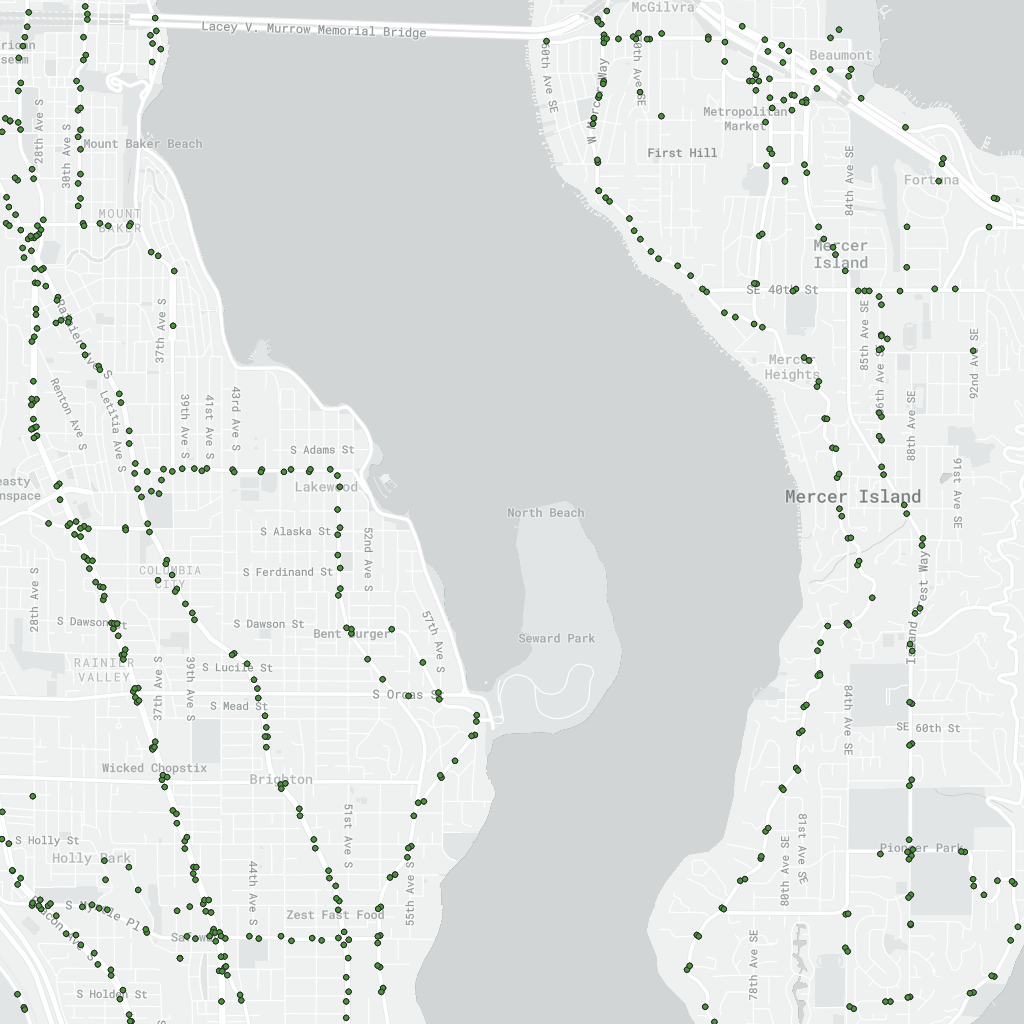 McGilvra
Lacey V. Murrow Memorial Bridge
Beaumont
60th Ave SE
N Mercer Way
28th Ave S
30th Ave S
Metropolitan
Market
Mount Baker Beach
First Hill
84th Ave SE
Fortuna
MOUNT
BAKER
Mercer
Island
SE 40th St
Rainier Ave S
37th Ave S
85th Ave SE
92nd Ave SE
Mercer
Heights
Renton Ave S
Letitia Ave S
39th Ave S
41st Ave S
43rd Ave S
88th Ave SE
S Adams St
91st Ave SE
Lakewood
Mercer Island
North Beach
S Alaska St
52nd Ave S
COLUMBIA
CITY
S Ferdinand St
28th Ave S
Island Crest Way
S Dawson St
S Dawson St
57th Ave S
Seward Park
RAINIER
VALLEY
37th Ave S
39th Ave S
S Lucile St
S Orcas St
84th Ave SE
S Mead St
SE 60th St
Wicked Chopstix
Brighton
51st Ave S
81st Ave SE
80th Ave SE
S Holly St
Holly Park
Pioneer Park
44th Ave S
55th Ave S
Zest Fast Food
78th Ave SE
S Holden St